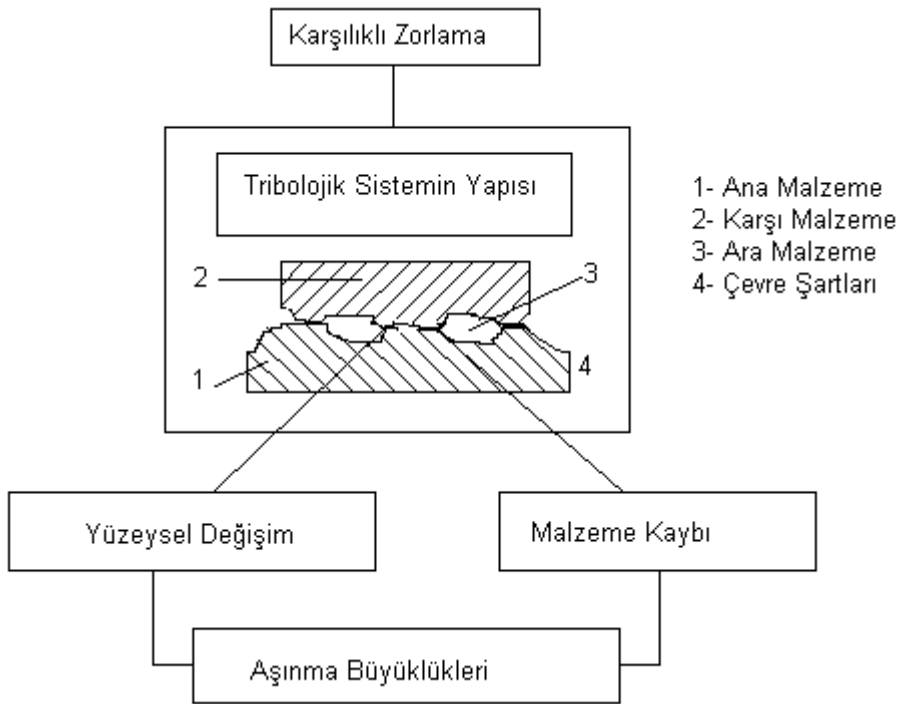 Karşılıklı Zorlama
Tribolojik Sistemin Yapısı
1- Ana Malzeme
2- Karşı Malzeme
3- Ara Malzeme
4- Çevre Şartları
2
3
1
4
Yüzeysel Değişim
Malzeme Kaybı
Aşınma Büyüklükleri